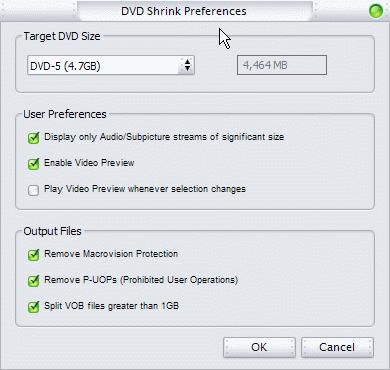 DVD Shrink Preferences
Target DVD Size
DVD-5 (4.7GB)
4,464 MB
User Preferences
Display only Audio/Subpicture streams of significant size
Enable Video Preview
Play Video Preview whenever selection changes
Output Files
Remove Macrovision Protection
Remove P-UOPs (Prohibited User Operations)
Split VOB files greater than 1GB
OK
Cancel